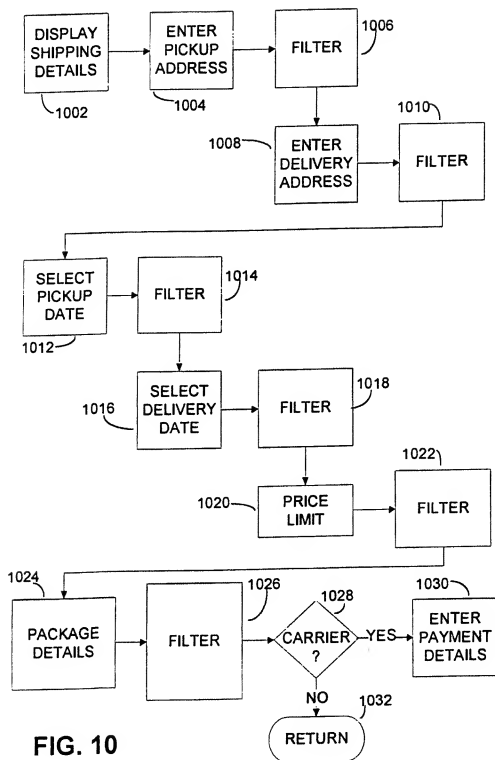 DISPLAY
SHIPPING
DETAILS
1002
ENTER
PICKUP
ADDRESS
1004
FILTER
1006
1008
ENTER
DELIVERY
ADDRESS
1010
FILTER
SELECT
PICKUP
DATE
1012
FILTER
1014
1016
SELECT
DELIVERY
DATE
FILTER
1018
1020
PRICE
LIMIT
1022
FILTER
1024
PACKAGE
DETAILS
1026
FILTER
1028
CARRIER
?
YES
1030
ENTER
PAYMENT
DETAILS
NO
1032
RETURN
FIG. 10